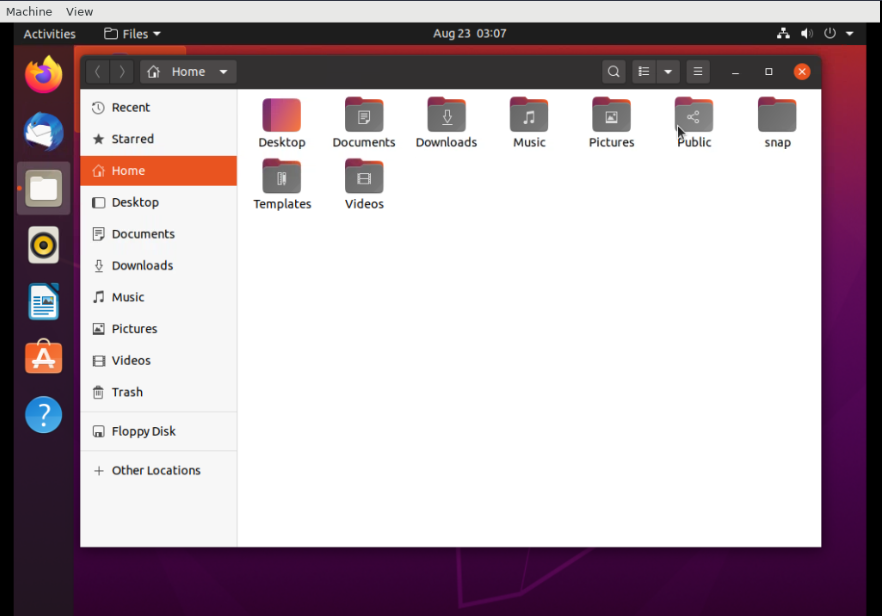 Machine View
Activities Files Aug 23 03:07
Home
Recent
Starred
Home
Desktop
Documents
Downloads
Music
Pictures
Videos
Trash
Floppy Disk
Other Locations
Desktop Documents Downloads Music Pictures Public snap
Templates Videos